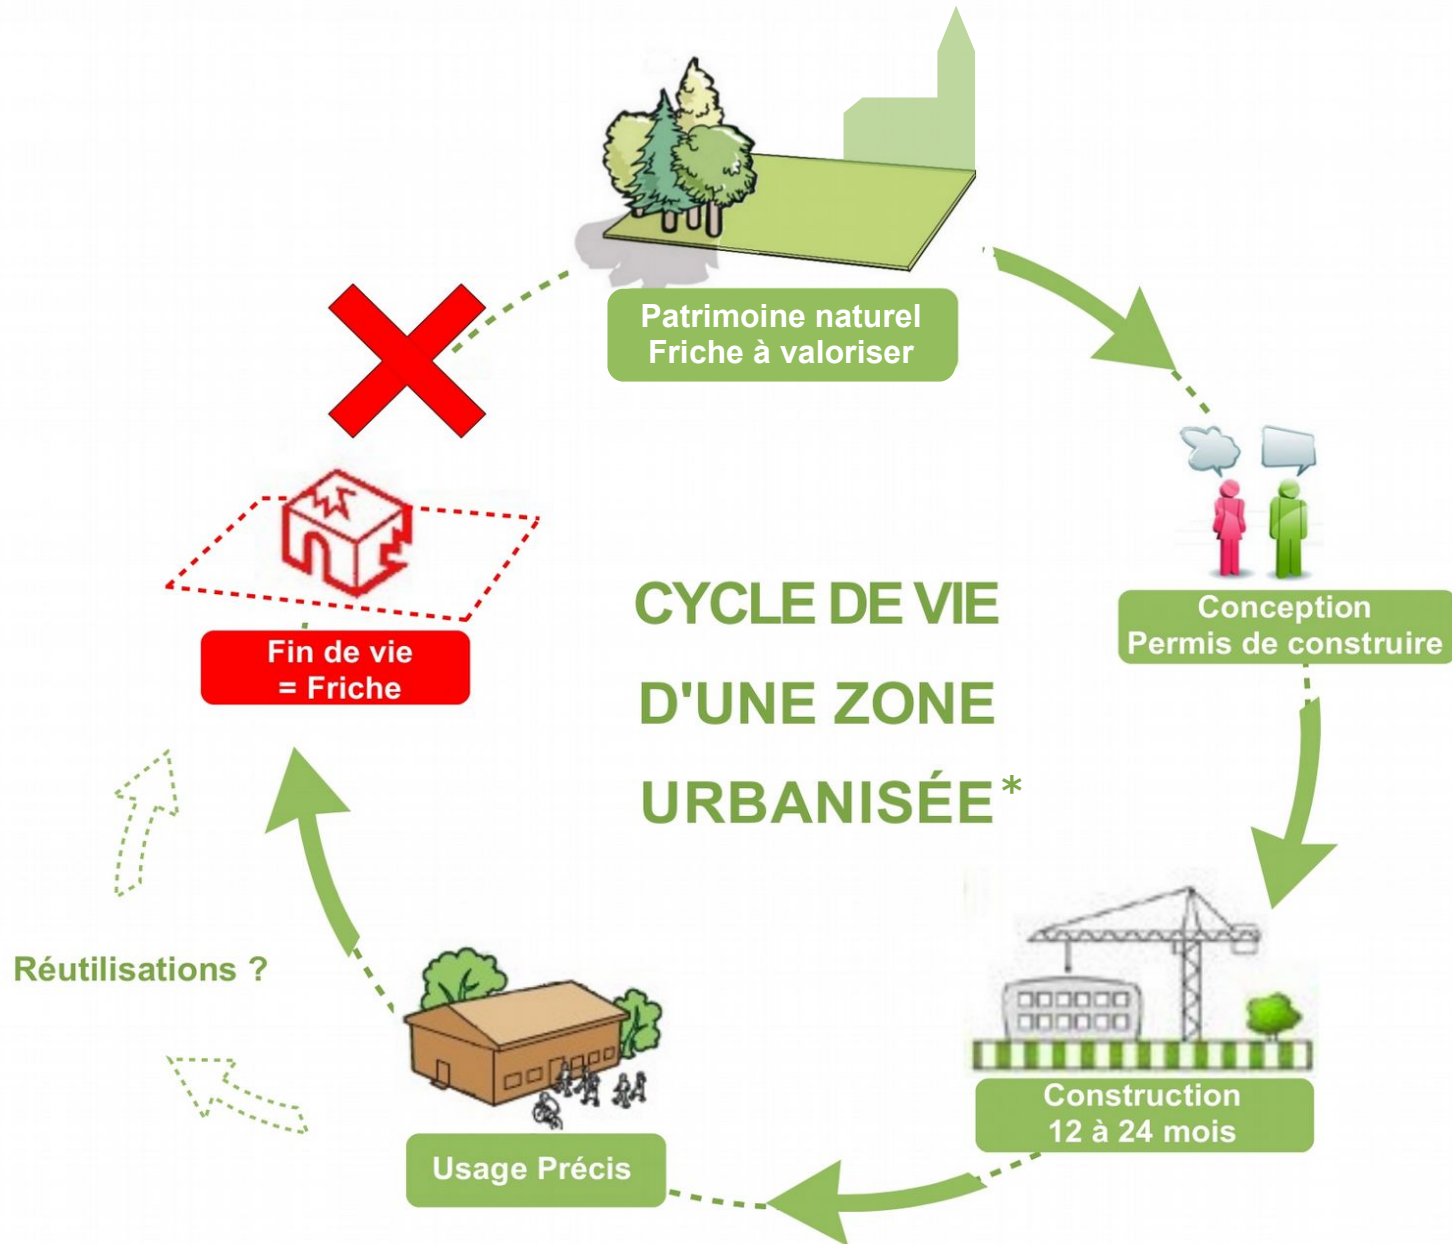 Patrimoine naturel
Friche à valoriser
Conception
Permis de construire
CYCLE DE VIE
D'UNE ZONE
URBANISÉE*
Fin de vie
= Friche
Réutilisations ?
Construction
12 à 24 mois
Usage Précis